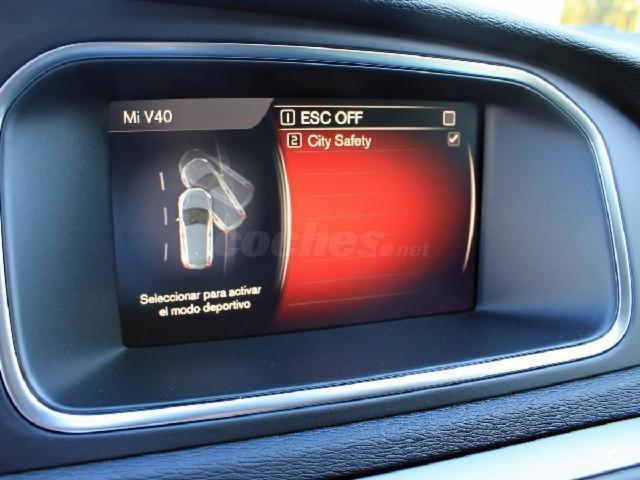 Mi V40
1 ESC OFF
2 City Safety
coches.net
Seleccionar para activar
el modo deportivo